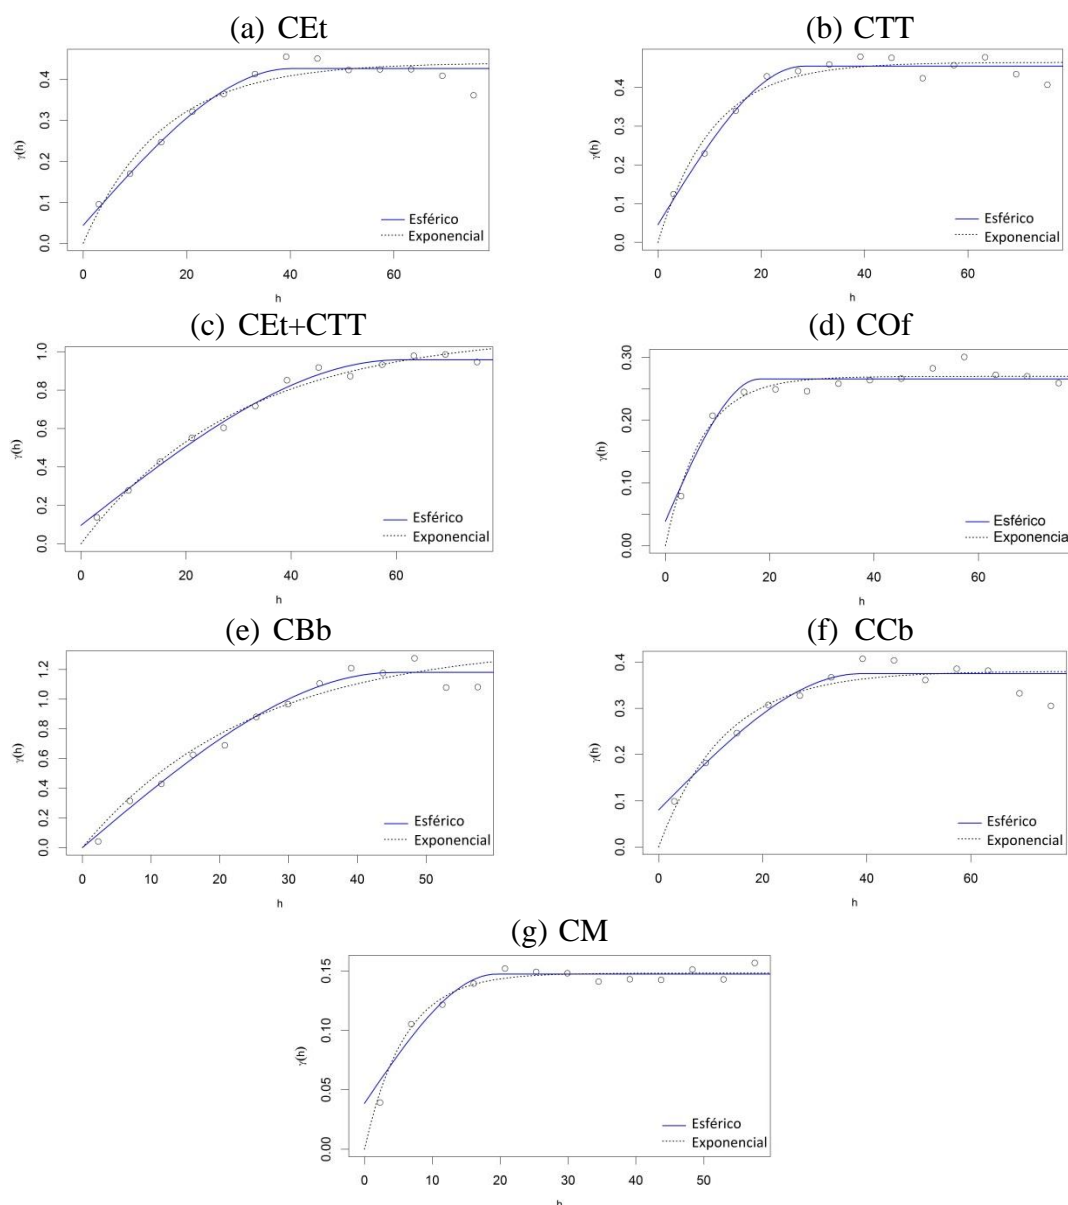 (a) CEt
(b) CTT
0.0 0.1 0.2 0.3 0.4
γ(h)
Esférico
Exponencial
0 20 40 60
h
0.0 0.1 0.2 0.3 0.4
γ(h)
Esférico
Exponencial
0 20 40 60
h
(c) CEt+CTT
(d) COf
0.0 0.2 0.4 0.6 0.8 1.0
γ(h)
Esférico
Exponencial
0 20 40 60
h
0.00 0.10 0.20 0.30
γ(h)
Esférico
Exponencial
0 20 40 60
h
(e) CBb
(f) CCb
0.0 0.2 0.4 0.6 0.8 1.0 1.2
γ(h)
Esférico
Exponencial
0 10 20 30 40 50
h
0.0 0.1 0.2 0.3 0.4
γ(h)
Esférico
Exponencial
0 20 40 60
h
(g) CM
0.00 0.05 0.10 0.15
γ(h)
Esférico
Exponencial
0 10 20 30 40 50
h